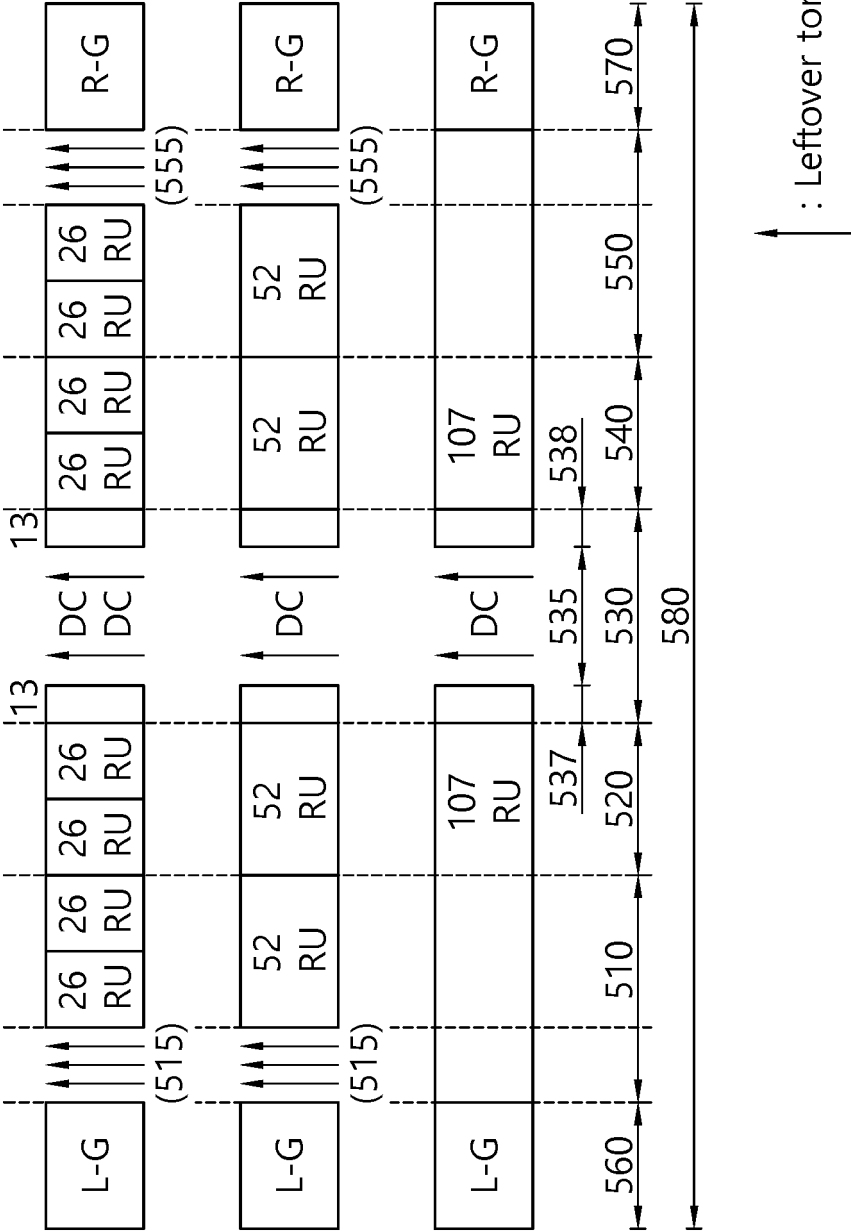 13 13
L-G 26 26 26 26 DC 26 26 26 26 R-G
RU RU RU RU DC RU RU RU RU
(515) (555)
L-G 52 52 DC 52 52 R-G
RU RU RU RU
(515) (555)
L-G 107 DC 107 R-G
RU RU
537 535 538
560 510 520 530 540 550 570
580
: Leftover